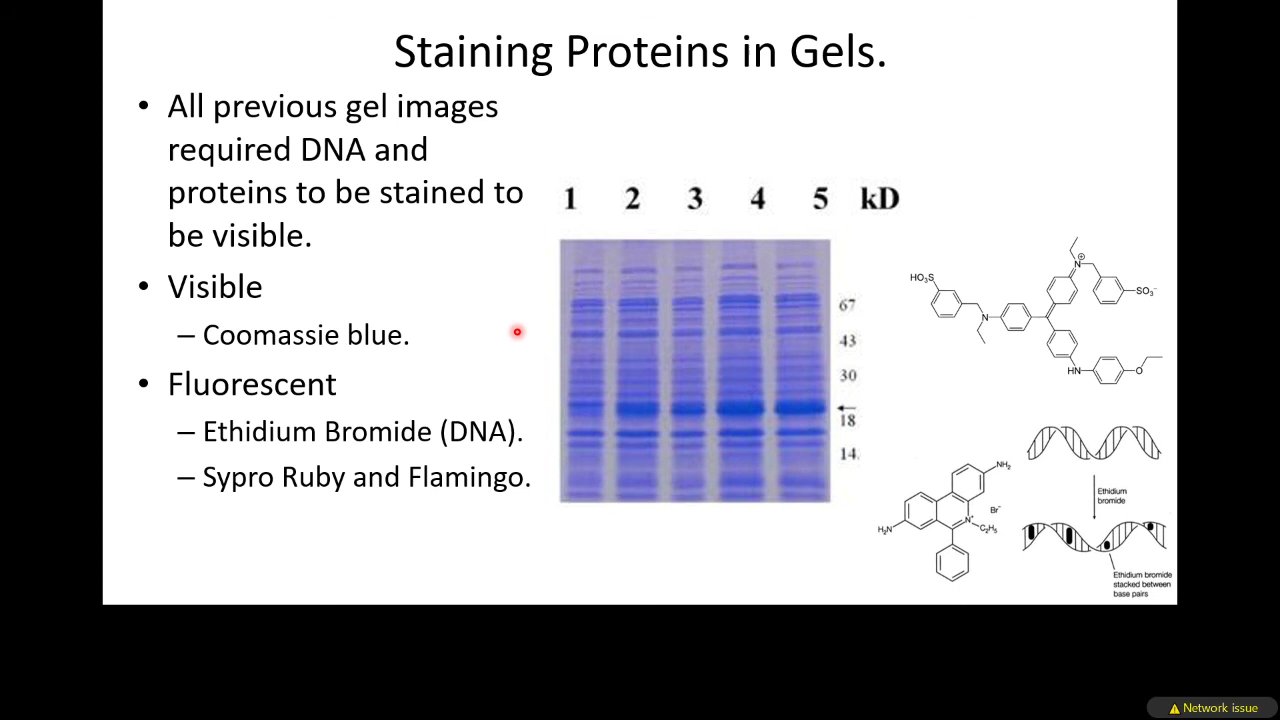 Staining Proteins in Gels.
• All previous gel images
required DNA and
proteins to be stained to
be visible.
• Visible
– Coomassie blue.
• Fluorescent
– Ethidium Bromide (DNA).
– Sypro Ruby and Flamingo.
1 2 3 4 5 kD
67
43
30
18
14
HO₃S
N⁺
SO₃⁻
N
HN
O
NH₂
Br⁻
N⁺
C₂H₅
H₂N
Ethidium
bromide
Ethidium bromide
stacked between
base pairs
Network issue